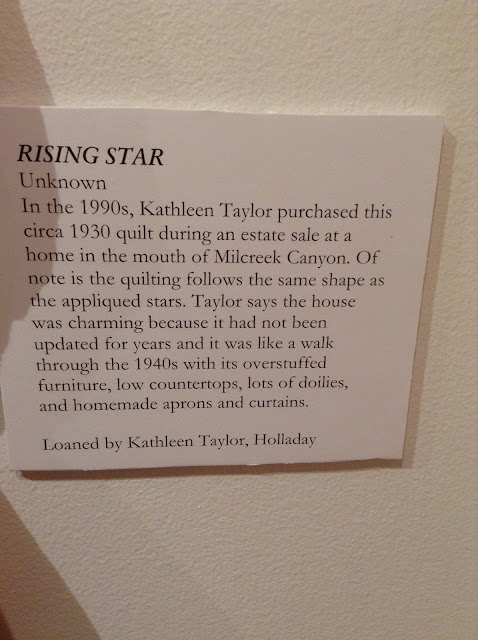 RISING STAR
Unknown
In the 1990s, Kathleen Taylor purchased this
circa 1930 quilt during an estate sale at a
home in the mouth of Milcreek Canyon. Of
note is the quilting follows the same shape as
the appliqued stars. Taylor says the house
was charming because it had not been
updated for years and it was like a walk
through the 1940s with its overstuffed
furniture, low countertops, lots of doilies,
and homemade aprons and curtains.
Loaned by Kathleen Taylor, Holladay